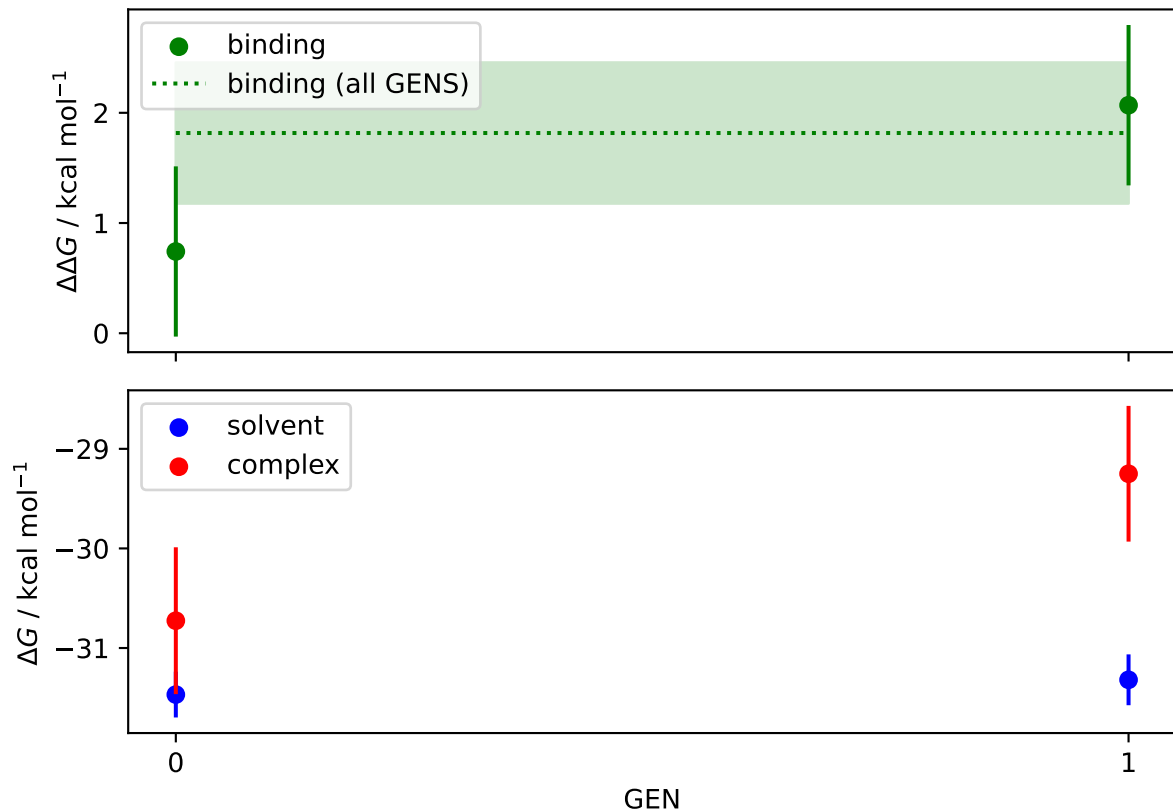 binding
binding (all GENS)
2
1
0
ΔΔG / kcal mol⁻¹
solvent
complex
−29
−30
−31
ΔG / kcal mol⁻¹
0
1
GEN